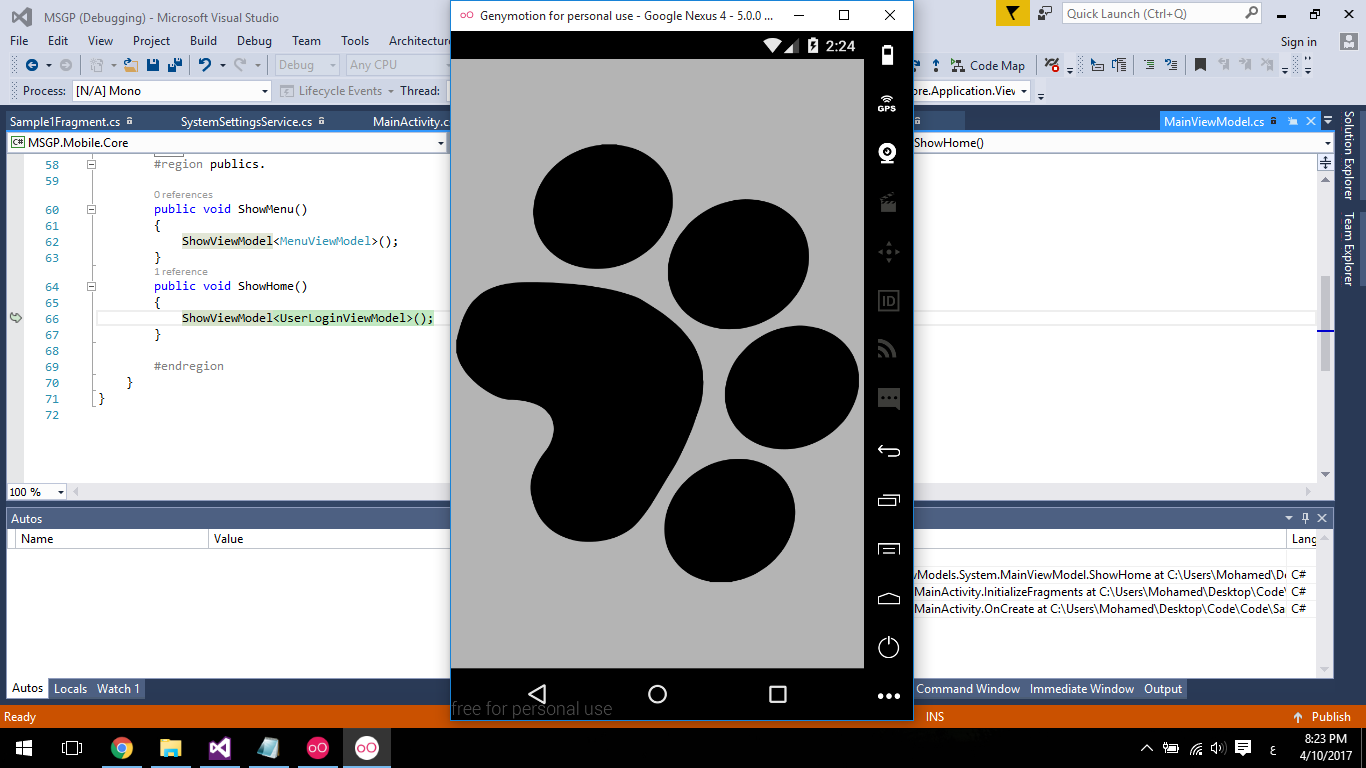 MSGP (Debugging) - Microsoft Visual Studio
Genymotion for personal use - Google Nexus 4 - 5.0.0 ...
Quick Launch (Ctrl+Q)
File Edit View Project Build Debug Team Tools Architecture
Sign in
Debug Any CPU
Code Map
Process: [N/A] Mono Lifecycle Events Thread:
ore.Application.View
2:24
GPS
ID
free for personal use
Sample1Fragment.cs SystemSettingsService.cs MainActivity.c
MainViewModel.cs
MSGP.Mobile.Core
ShowHome()
58 #region publics.
59
0 references
60 public void ShowMenu()
61 {
62 ShowViewModel<MenuViewModel>();
63 }
1 reference
64 public void ShowHome()
65 {
66 ShowViewModel<UserLoginViewModel>();
67 }
68
69 #endregion
70 }
71 }
72
100 %
Solution Explorer
Team Explorer
Autos
Name Value
Lang
vModels.System.MainViewModel.ShowHome at C:\Users\Mohamed\De C#
MainActivity.InitializeFragments at C:\Users\Mohamed\Desktop\Code\ C#
MainActivity.OnCreate at C:\Users\Mohamed\Desktop\Code\Code\Sa C#
Autos Locals Watch 1
Command Window Immediate Window Output
Ready
INS
Publish
ع
8:23 PM
4/10/2017